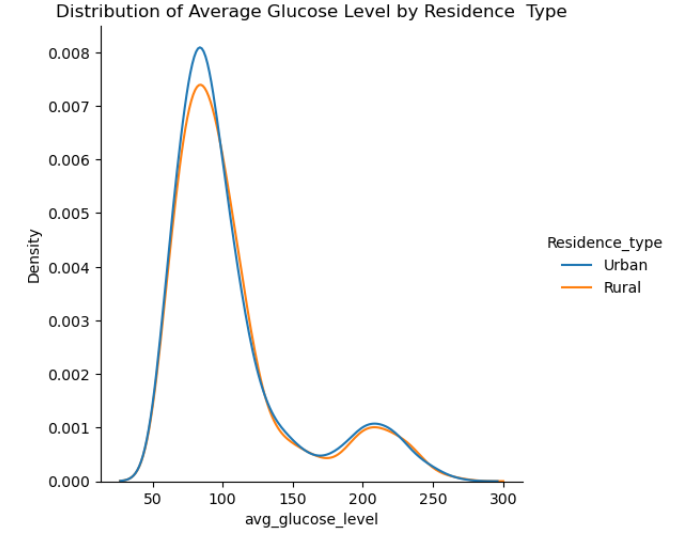 Distribution of Average Glucose Level by Residence  Type
0.008
0.007
0.006
0.005
0.004
0.003
0.002
0.001
0.000
Density
50 100 150 200 250 300
avg_glucose_level
Residence_type
Urban
Rural